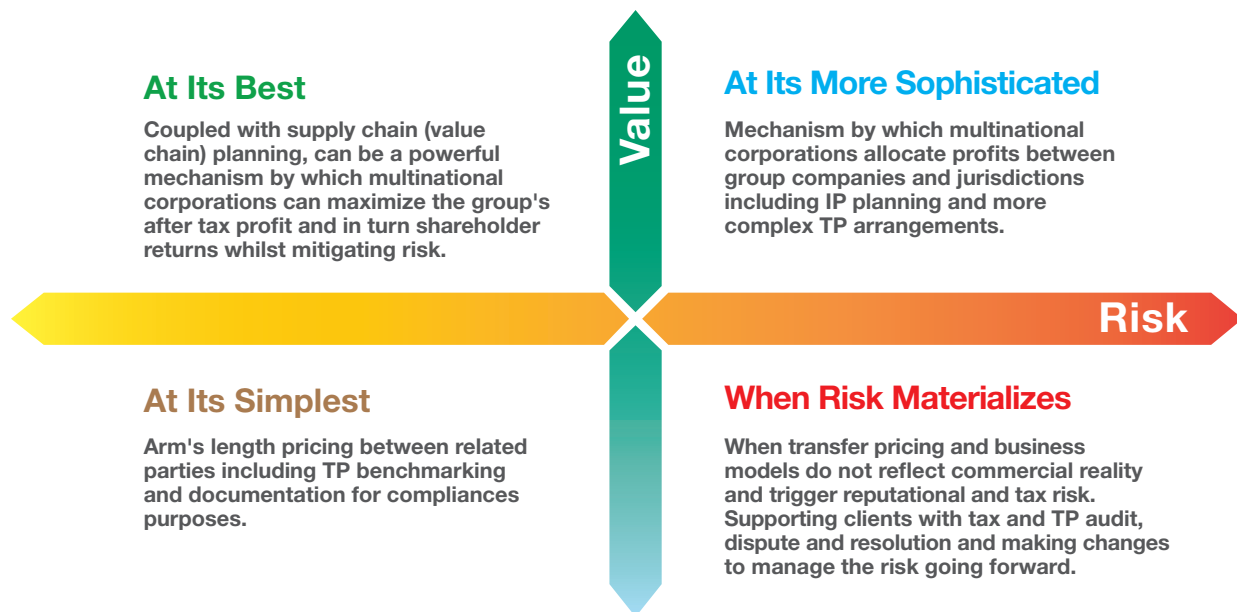 At Its Best
Coupled with supply chain (value
chain) planning, can be a powerful
mechanism by which multinational
corporations can maximize the group's
after tax profit and in turn shareholder
returns whilst mitigating risk.
Value
At Its More Sophisticated
Mechanism by which multinational
corporations allocate profits between
group companies and jurisdictions
including IP planning and more
complex TP arrangements.
Risk
At Its Simplest
Arm's length pricing between related
parties including TP benchmarking
and documentation for compliances
purposes.
When Risk Materializes
When transfer pricing and business
models do not reflect commercial reality
and trigger reputational and tax risk.
Supporting clients with tax and TP audit,
dispute and resolution and making changes
to manage the risk going forward.